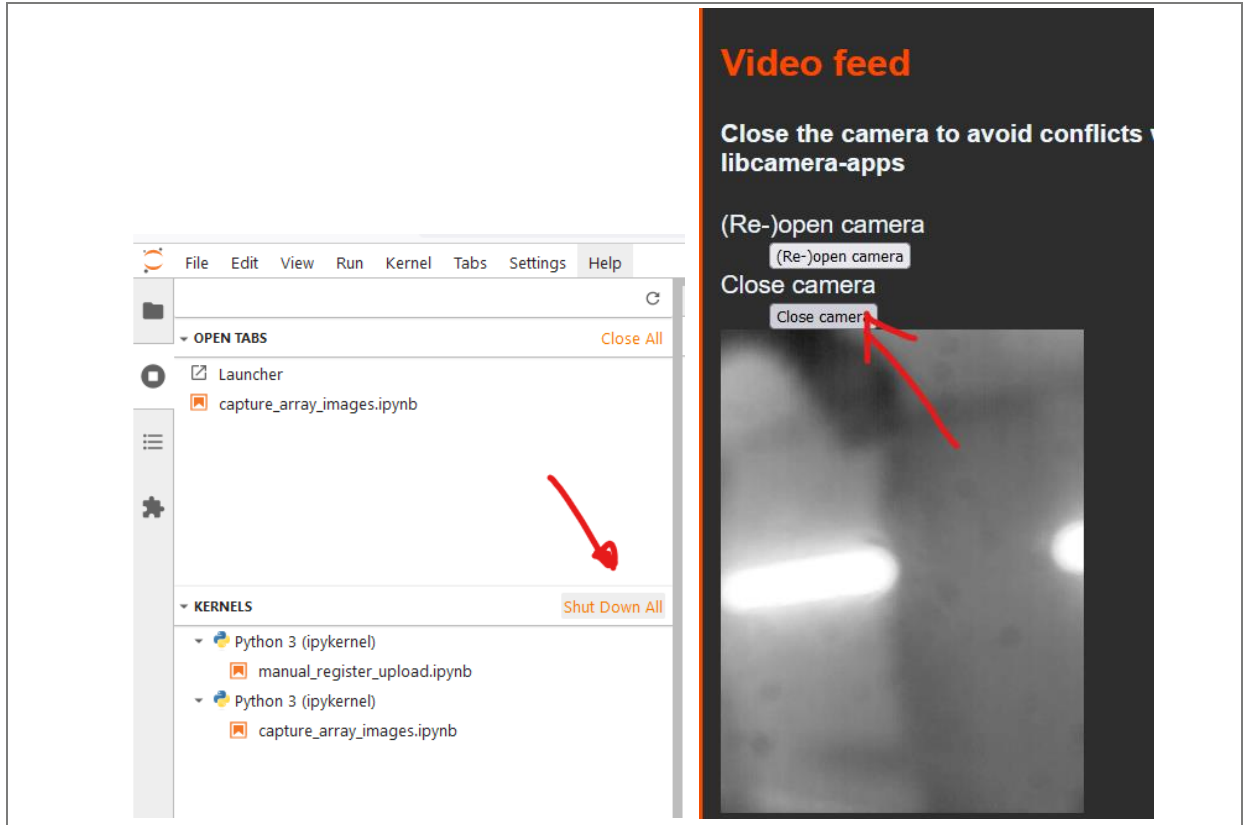 File Edit View Run Kernel Tabs Settings Help
OPEN TABS
Close All
Launcher
capture_array_images.ipynb
KERNELS
Shut Down All
Python 3 (ipykernel)
manual_register_upload.ipynb
Python 3 (ipykernel)
capture_array_images.ipynb
Video feed
Close the camera to avoid conflicts
libcamera-apps
(Re-)open camera
(Re-)open camera
Close camera
Close camera